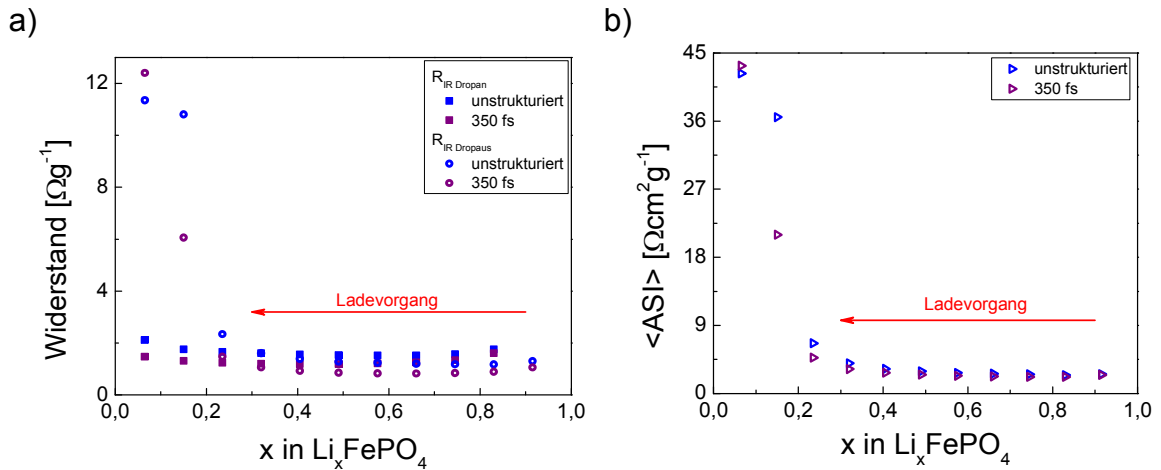 a)
Widerstand [Ωg⁻¹]
12
8
4
0
0,0 0,2 0,4 0,6 0,8 1,0
x in LiₓFePO₄
R_IR Dropan
unstrukturiert
350 fs
R_IR Dropaus
unstrukturiert
350 fs
Ladevorgang
b)
<ASI> [Ωcm²g⁻¹]
45
36
27
18
9
0
0,0 0,2 0,4 0,6 0,8 1,0
x in LiₓFePO₄
unstrukturiert
350 fs
Ladevorgang